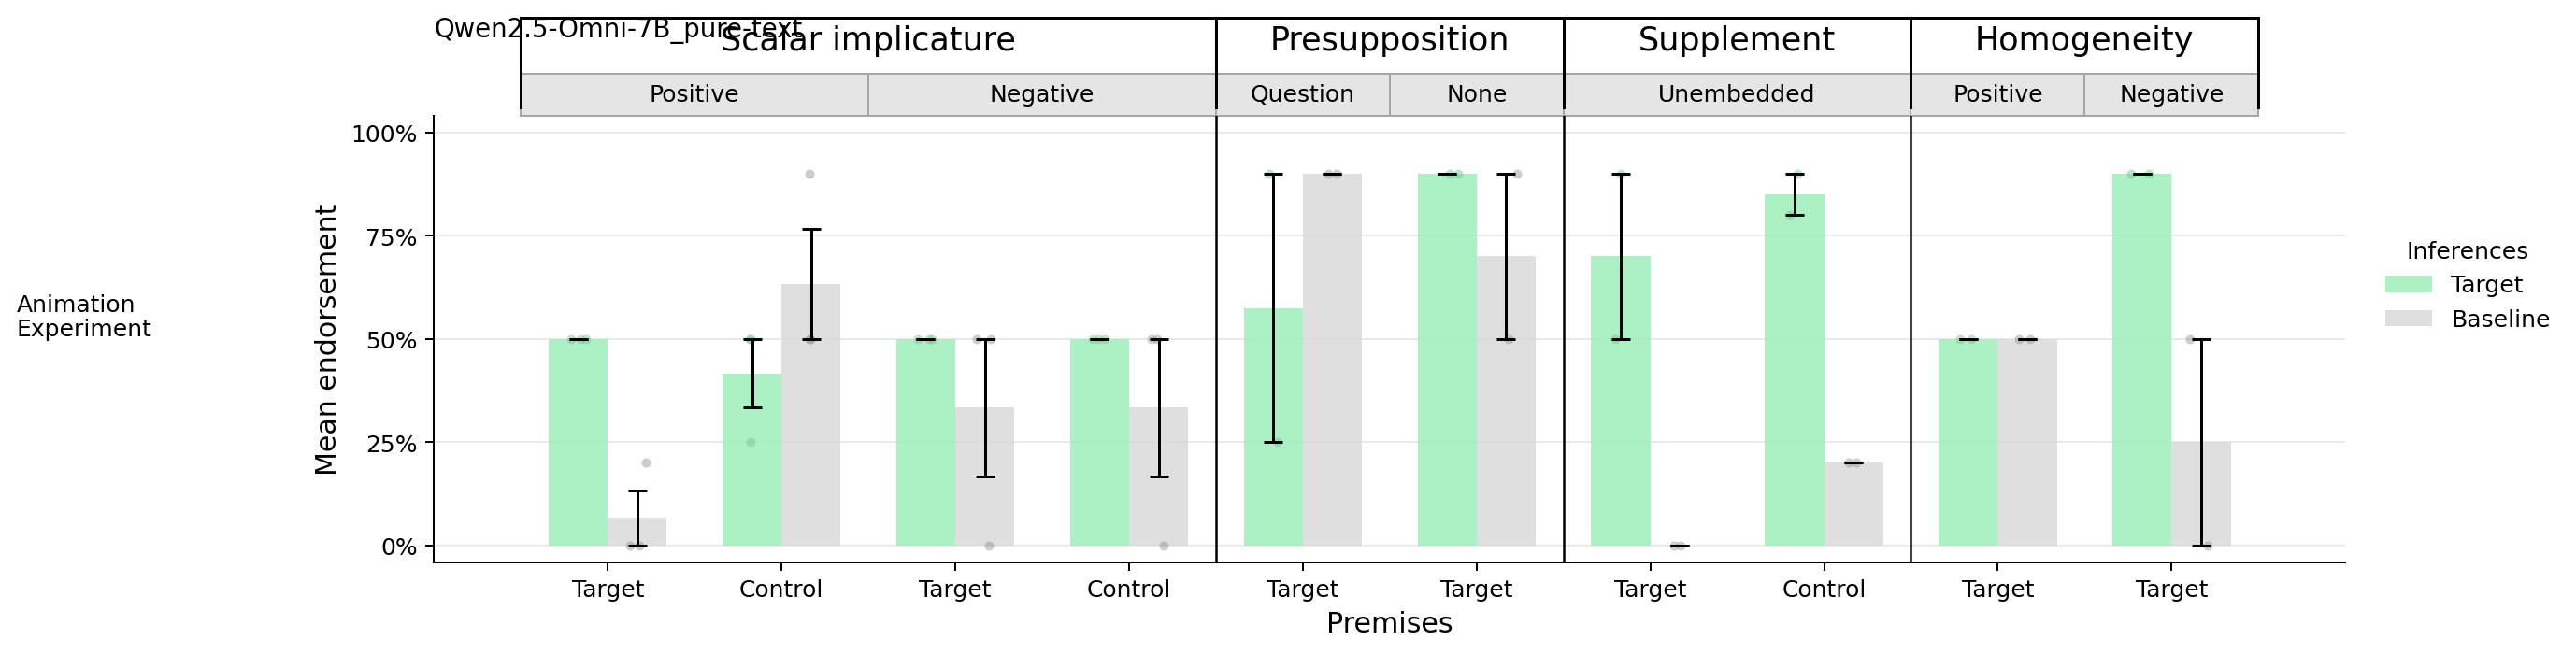 Qwen2.5-Omni-7B_pure-text
Scalar implicature Presupposition Supplement Homogeneity
Positive Negative Question None Unembedded Positive Negative
100%
75%
50%
25%
0%
Mean endorsement
Animation
Experiment
Inferences
Target
Baseline
Target Control Target Control Target Target Target Control Target Target
Premises